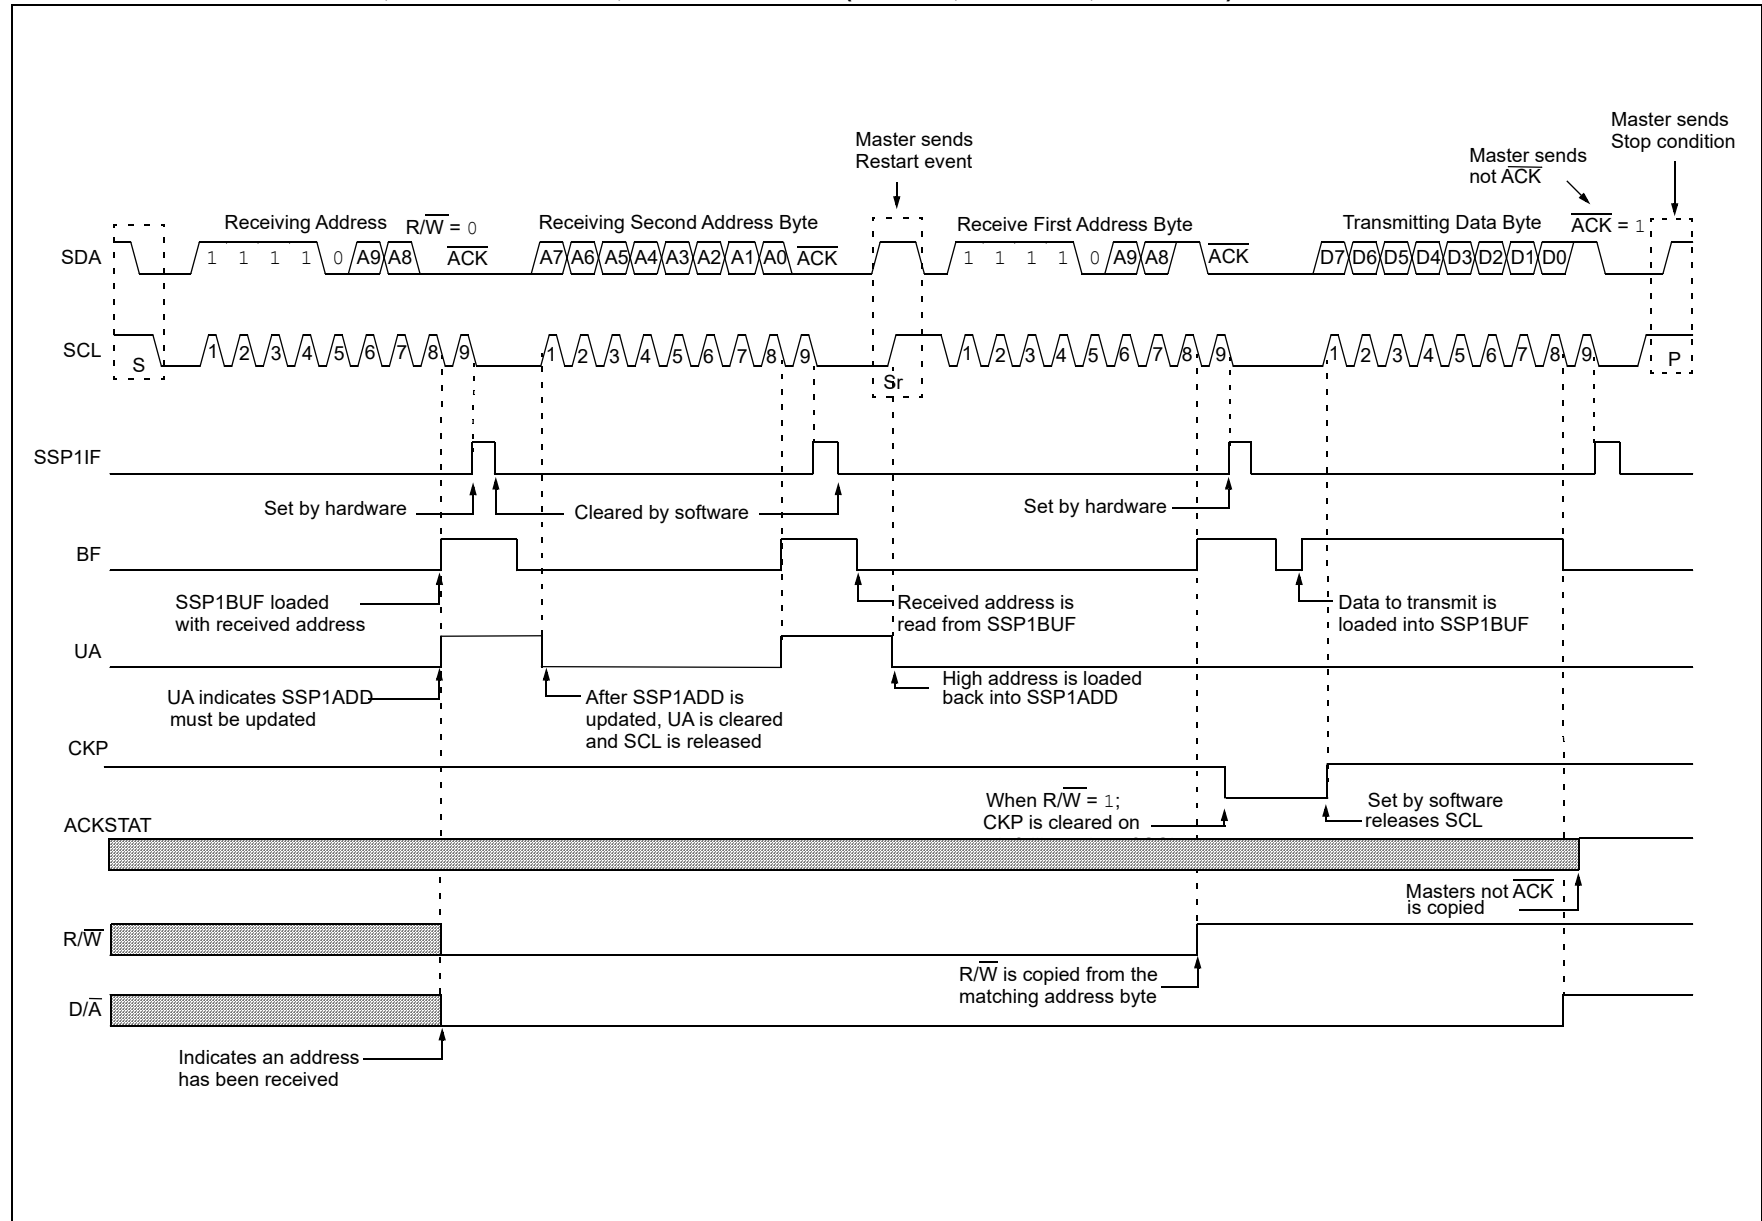 Master sends
Restart event
Master sends
not A̅C̅K̅
Master sends
Stop condition
Receiving Address
R/W̅ = 0
Receiving Second Address Byte
Receive First Address Byte
Transmitting Data Byte
A̅C̅K̅ = 1
SDA
1 1 1 1 0 A9 A8 A̅C̅K̅
A7 A6 A5 A4 A3 A2 A1 A0 A̅C̅K̅
1 1 1 1 0 A9 A8 A̅C̅K̅
D7 D6 D5 D4 D3 D2 D1 D0
SCL
S
1 2 3 4 5 6 7 8 9
1 2 3 4 5 6 7 8 9
Sr
1 2 3 4 5 6 7 8 9
1 2 3 4 5 6 7 8 9
P
SSP1IF
Set by hardware
Cleared by software
Set by hardware
BF
SSP1BUF loaded
with received address
Received address is
read from SSP1BUF
Data to transmit is
loaded into SSP1BUF
UA
UA indicates SSP1ADD
must be updated
After SSP1ADD is
updated, UA is cleared
and SCL is released
High address is loaded
back into SSP1ADD
CKP
When R/W̅ = 1;
CKP is cleared on
Set by software
releases SCL
ACKSTAT
Masters not A̅C̅K̅
is copied
R/W̅
R/W̅ is copied from the
matching address byte
D/A̅
Indicates an address
has been received